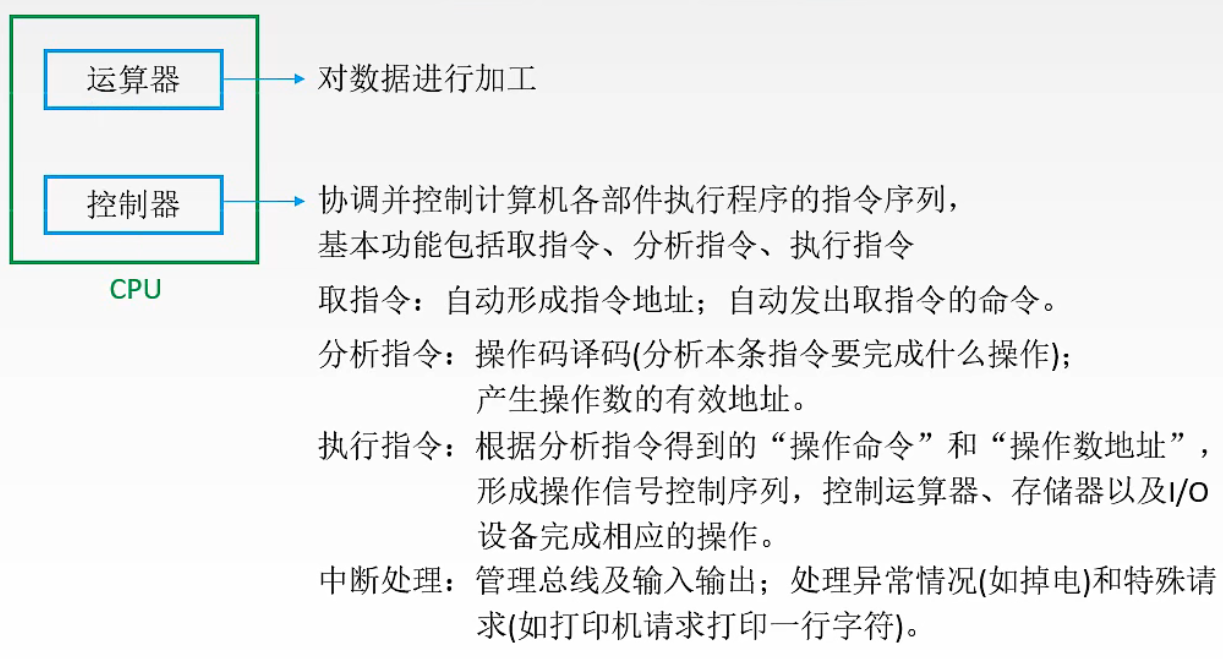 运算器
对数据进行加工
控制器
协调并控制计算机各部件执行程序的指令序列，
基本功能包括取指令、分析指令、执行指令
CPU
取指令：自动形成指令地址；自动发出取指令的命令。
分析指令：操作码译码(分析本条指令要完成什么操作)；
产生操作数的有效地址。
执行指令：根据分析指令得到的“操作命令”和“操作数地址”，
形成操作信号控制序列，控制运算器、存储器以及I/O
设备完成相应的操作。
中断处理：管理总线及输入输出；处理异常情况(如掉电)和特殊请
求(如打印机请求打印一行字符)。